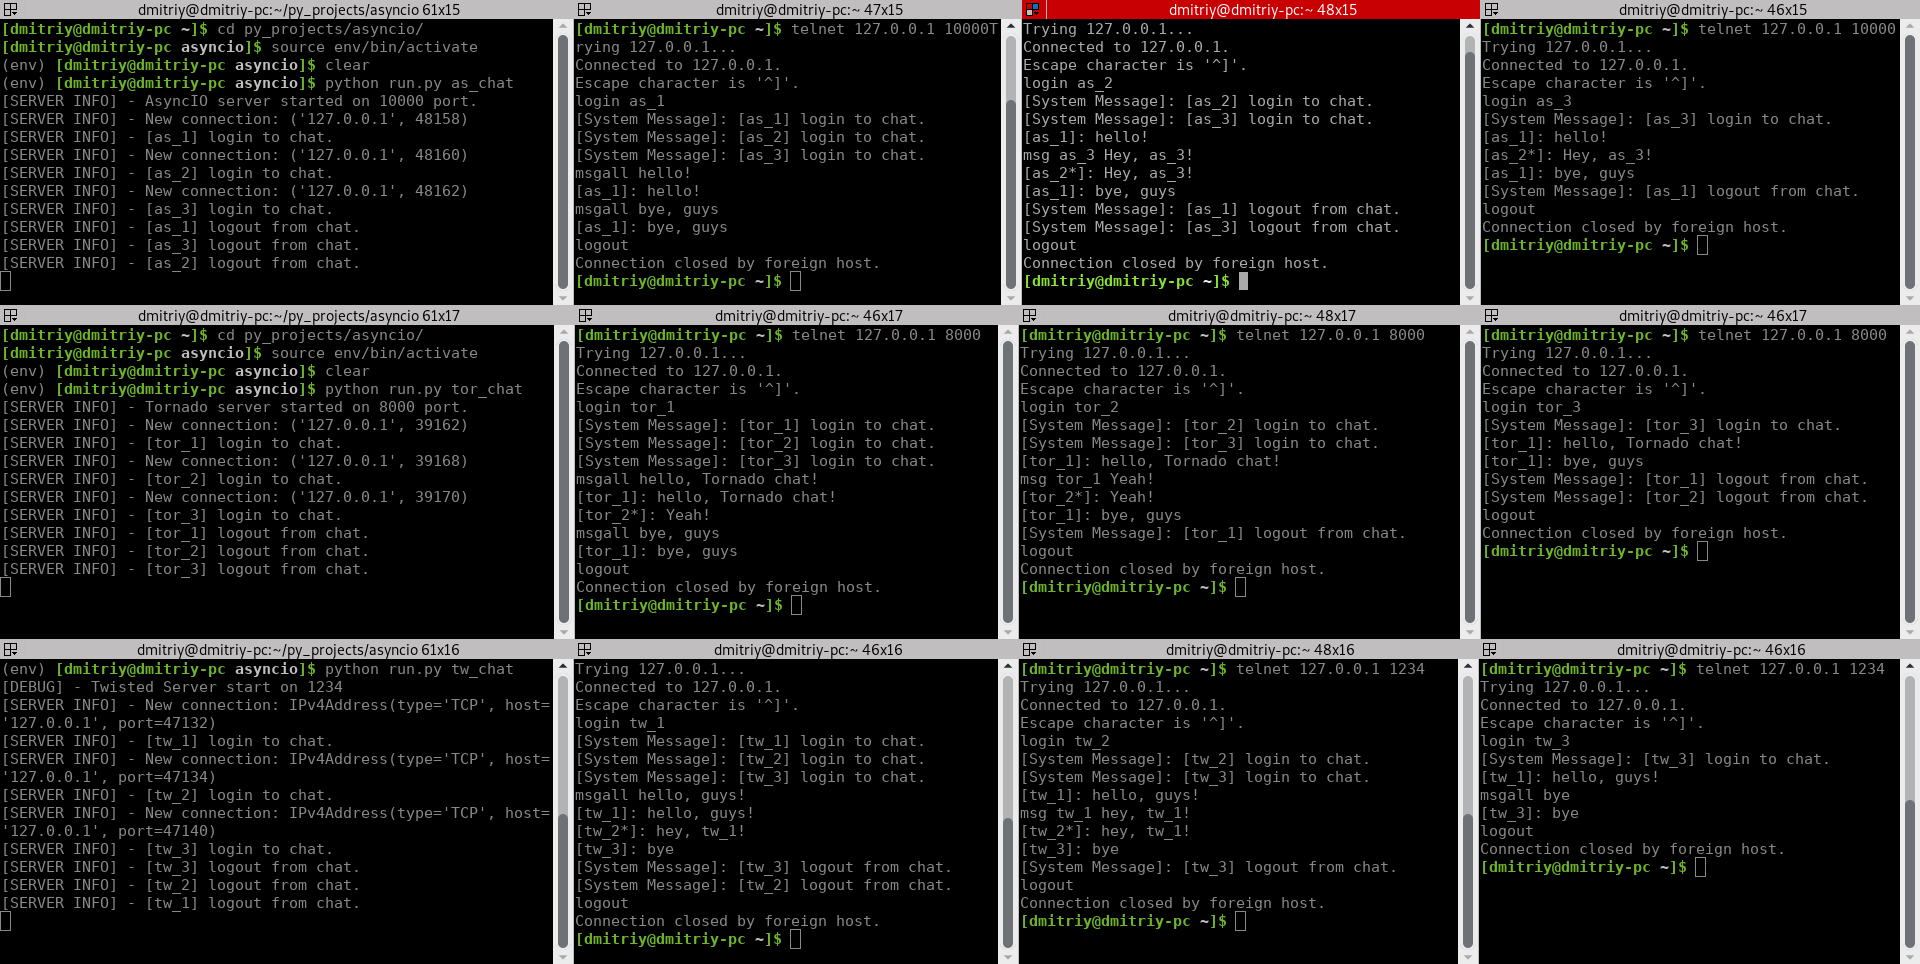 dmitriy@dmitriy-pc:~/py_projects/asyncio 61x15
[dmitriy@dmitriy-pc ~]$ cd py_projects/asyncio/
[dmitriy@dmitriy-pc asyncio]$ source env/bin/activate
(env) [dmitriy@dmitriy-pc asyncio]$ clear
(env) [dmitriy@dmitriy-pc asyncio]$ python run.py as_chat
[SERVER INFO] - AsyncIO server started on 10000 port.
[SERVER INFO] - New connection: ('127.0.0.1', 48158)
[SERVER INFO] - [as_1] login to chat.
[SERVER INFO] - New connection: ('127.0.0.1', 48160)
[SERVER INFO] - [as_2] login to chat.
[SERVER INFO] - New connection: ('127.0.0.1', 48162)
[SERVER INFO] - [as_3] login to chat.
[SERVER INFO] - [as_1] logout from chat.
[SERVER INFO] - [as_3] logout from chat.
[SERVER INFO] - [as_2] logout from chat.
dmitriy@dmitriy-pc:~ 47x15
[dmitriy@dmitriy-pc ~]$ telnet 127.0.0.1 10000T
rying 127.0.0.1...
Connected to 127.0.0.1.
Escape character is '^]'.
login as_1
[System Message]: [as_1] login to chat.
[System Message]: [as_2] login to chat.
[System Message]: [as_3] login to chat.
msgall hello!
[as_1]: hello!
msgall bye, guys
[as_1]: bye, guys
logout
Connection closed by foreign host.
[dmitriy@dmitriy-pc ~]$
dmitriy@dmitriy-pc:~ 48x15
Trying 127.0.0.1...
Connected to 127.0.0.1.
Escape character is '^]'.
login as_2
[System Message]: [as_2] login to chat.
[System Message]: [as_3] login to chat.
[as_1]: hello!
msg as_3 Hey, as_3!
[as_2*]: Hey, as_3!
[as_1]: bye, guys
[System Message]: [as_1] logout from chat.
[System Message]: [as_3] logout from chat.
logout
Connection closed by foreign host.
[dmitriy@dmitriy-pc ~]$
dmitriy@dmitriy-pc:~ 46x15
[dmitriy@dmitriy-pc ~]$ telnet 127.0.0.1 10000
Trying 127.0.0.1...
Connected to 127.0.0.1.
Escape character is '^]'.
login as_3
[System Message]: [as_3] login to chat.
[as_1]: hello!
[as_2*]: Hey, as_3!
[as_1]: bye, guys
[System Message]: [as_1] logout from chat.
logout
Connection closed by foreign host.
[dmitriy@dmitriy-pc ~]$
dmitriy@dmitriy-pc:~/py_projects/asyncio 61x17
[dmitriy@dmitriy-pc ~]$ cd py_projects/asyncio/
[dmitriy@dmitriy-pc asyncio]$ source env/bin/activate
(env) [dmitriy@dmitriy-pc asyncio]$ clear
(env) [dmitriy@dmitriy-pc asyncio]$ python run.py tor_chat
[SERVER INFO] - Tornado server started on 8000 port.
[SERVER INFO] - New connection: ('127.0.0.1', 39162)
[SERVER INFO] - [tor_1] login to chat.
[SERVER INFO] - New connection: ('127.0.0.1', 39168)
[SERVER INFO] - [tor_2] login to chat.
[SERVER INFO] - New connection: ('127.0.0.1', 39170)
[SERVER INFO] - [tor_3] login to chat.
[SERVER INFO] - [tor_1] logout from chat.
[SERVER INFO] - [tor_2] logout from chat.
[SERVER INFO] - [tor_3] logout from chat.
dmitriy@dmitriy-pc:~ 46x17
[dmitriy@dmitriy-pc ~]$ telnet 127.0.0.1 8000
Trying 127.0.0.1...
Connected to 127.0.0.1.
Escape character is '^]'.
login tor_1
[System Message]: [tor_1] login to chat.
[System Message]: [tor_2] login to chat.
[System Message]: [tor_3] login to chat.
msgall hello, Tornado chat!
[tor_1]: hello, Tornado chat!
[tor_2*]: Yeah!
msgall bye, guys
[tor_1]: bye, guys
logout
Connection closed by foreign host.
[dmitriy@dmitriy-pc ~]$
dmitriy@dmitriy-pc:~ 48x17
[dmitriy@dmitriy-pc ~]$ telnet 127.0.0.1 8000
Trying 127.0.0.1...
Connected to 127.0.0.1.
Escape character is '^]'.
login tor_2
[System Message]: [tor_2] login to chat.
[System Message]: [tor_3] login to chat.
[tor_1]: hello, Tornado chat!
msg tor_1 Yeah!
[tor_2*]: Yeah!
[tor_1]: bye, guys
[System Message]: [tor_1] logout from chat.
logout
Connection closed by foreign host.
[dmitriy@dmitriy-pc ~]$
dmitriy@dmitriy-pc:~ 46x17
[dmitriy@dmitriy-pc ~]$ telnet 127.0.0.1 8000
Trying 127.0.0.1...
Connected to 127.0.0.1.
Escape character is '^]'.
login tor_3
[System Message]: [tor_3] login to chat.
[tor_1]: hello, Tornado chat!
[tor_1]: bye, guys
[System Message]: [tor_1] logout from chat.
[System Message]: [tor_2] logout from chat.
logout
Connection closed by foreign host.
[dmitriy@dmitriy-pc ~]$
dmitriy@dmitriy-pc:~/py_projects/asyncio 61x16
(env) [dmitriy@dmitriy-pc asyncio]$ python run.py tw_chat
[DEBUG] - Twisted Server start on 1234
[SERVER INFO] - New connection: IPv4Address(type='TCP', host=
'127.0.0.1', port=47132)
[SERVER INFO] - [tw_1] login to chat.
[SERVER INFO] - New connection: IPv4Address(type='TCP', host=
'127.0.0.1', port=47134)
[SERVER INFO] - [tw_2] login to chat.
[SERVER INFO] - New connection: IPv4Address(type='TCP', host=
'127.0.0.1', port=47140)
[SERVER INFO] - [tw_3] login to chat.
[SERVER INFO] - [tw_3] logout from chat.
[SERVER INFO] - [tw_2] logout from chat.
[SERVER INFO] - [tw_1] logout from chat.
dmitriy@dmitriy-pc:~ 46x16
Trying 127.0.0.1...
Connected to 127.0.0.1.
Escape character is '^]'.
login tw_1
[System Message]: [tw_1] login to chat.
[System Message]: [tw_2] login to chat.
[System Message]: [tw_3] login to chat.
msgall hello, guys!
[tw_1]: hello, guys!
[tw_2*]: hey, tw_1!
[tw_3]: bye
[System Message]: [tw_3] logout from chat.
[System Message]: [tw_2] logout from chat.
logout
Connection closed by foreign host.
[dmitriy@dmitriy-pc ~]$
dmitriy@dmitriy-pc:~ 48x16
[dmitriy@dmitriy-pc ~]$ telnet 127.0.0.1 1234
Trying 127.0.0.1...
Connected to 127.0.0.1.
Escape character is '^]'.
login tw_2
[System Message]: [tw_2] login to chat.
[System Message]: [tw_3] login to chat.
[tw_1]: hello, guys!
msg tw_1 hey, tw_1!
[tw_2*]: hey, tw_1!
[tw_3]: bye
[System Message]: [tw_3] logout from chat.
logout
Connection closed by foreign host.
[dmitriy@dmitriy-pc ~]$
dmitriy@dmitriy-pc:~ 46x16
[dmitriy@dmitriy-pc ~]$ telnet 127.0.0.1 1234
Trying 127.0.0.1...
Connected to 127.0.0.1.
Escape character is '^]'.
login tw_3
[System Message]: [tw_3] login to chat.
[tw_1]: hello, guys!
msgall bye
[tw_3]: bye
logout
Connection closed by foreign host.
[dmitriy@dmitriy-pc ~]$